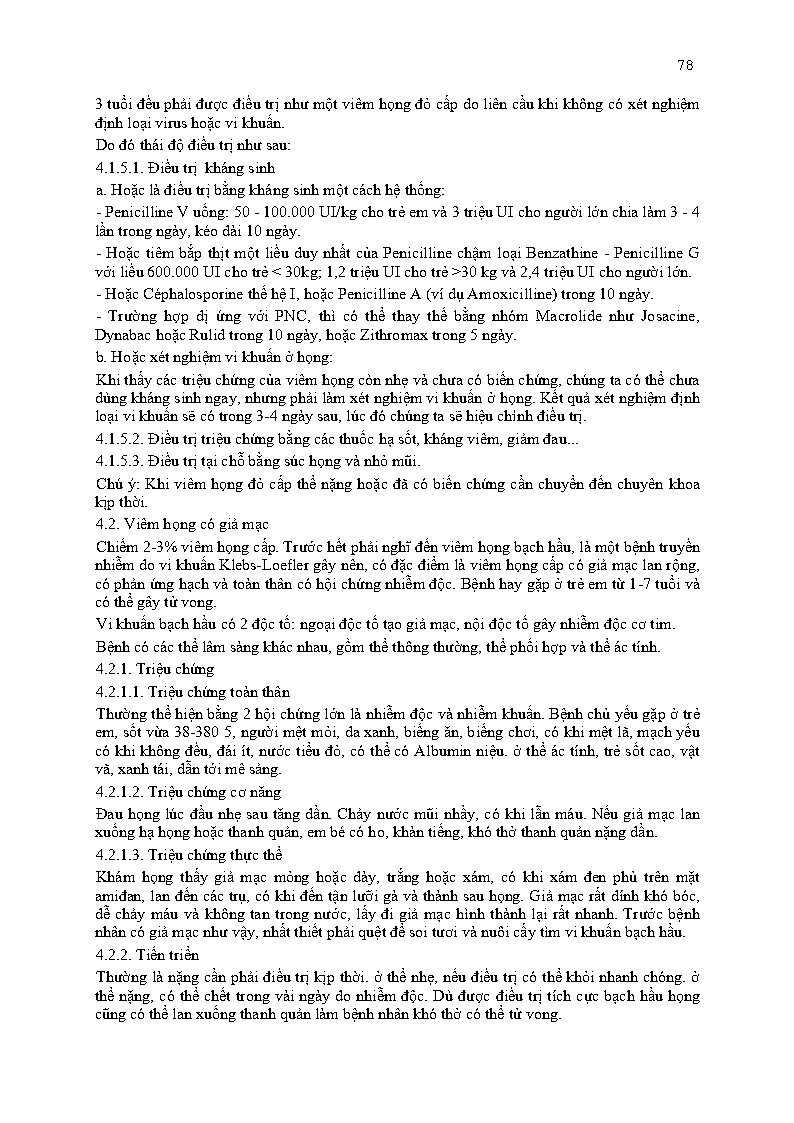 78
3 tuổi đều phải được điều trị như một viêm họng đỏ cấp do liên cầu khi không có xét nghiệm
định loại virus hoặc vi khuẩn.
Do đó thái độ điều trị như sau:
4.1.5.1. Điều trị kháng sinh
a. Hoặc là điều trị bằng kháng sinh một cách hệ thống:
- Penicilline V uống: 50 - 100.000 UI/kg cho trẻ em và 3 triệu UI cho người lớn chia làm 3 - 4
lần trong ngày, kéo dài 10 ngày.
- Hoặc tiêm bắp thịt một liều duy nhất của Penicilline chậm loại Benzathine - Penicilline G
với liều 600.000 UI cho trẻ < 30kg; 1,2 triệu UI cho trẻ >30 kg và 2,4 triệu UI cho người lớn.
- Hoặc Céphalosporine thế hệ I, hoặc Penicilline A (ví dụ Amoxicilline) trong 10 ngày.
- Trường hợp dị ứng với PNC, thì có thể thay thế bằng nhóm Macrolide như Josacine,
Dynabac hoặc Rulid trong 10 ngày, hoặc Zithromax trong 5 ngày.
b. Hoặc xét nghiệm vi khuẩn ở họng:
Khi thấy các triệu chứng của viêm họng còn nhẹ và chưa có biến chứng, chúng ta có thể chưa
dùng kháng sinh ngay, nhưng phải làm xét nghiệm vi khuẩn ở họng. Kết quả xét nghiệm định
loại vi khuẩn sẽ có trong 3-4 ngày sau, lúc đó chúng ta sẽ hiệu chỉnh điều trị.
4.1.5.2. Điều trị triệu chứng bằng các thuốc hạ sốt, kháng viêm, giảm đau...
4.1.5.3. Điều trị tại chỗ bằng súc họng và nhỏ mũi.
Chú ý: Khi viêm họng đỏ cấp thể nặng hoặc đã có biến chứng cần chuyển đến chuyên khoa
kịp thời.
4.2. Viêm họng có giả mạc
Chiếm 2-3% viêm họng cấp. Trước hết phải nghĩ đến viêm họng bạch hầu, là một bệnh truyền
nhiễm do vi khuẩn Klebs-Loefler gây nên, có đặc điểm là viêm họng cấp có giả mạc lan rộng,
có phản ứng hạch và toàn thân có hội chứng nhiễm độc. Bệnh hay gặp ở trẻ em từ 1-7 tuổi và
có thể gây tử vong.
Vi khuẩn bạch hầu có 2 độc tố: ngoại độc tố tạo giả mạc, nội độc tố gây nhiễm độc cơ tim.
Bệnh có các thể lâm sàng khác nhau, gồm thể thông thường, thể phối hợp và thể ác tính.
4.2.1. Triệu chứng
4.2.1.1. Triệu chứng toàn thân
Thường thể hiện bằng 2 hội chứng lớn là nhiễm độc và nhiễm khuẩn. Bệnh chủ yếu gặp ở trẻ
em, sốt vừa 38-380 5, người mệt mỏi, da xanh, biếng ăn, biếng chơi, có khi mệt lã, mạch yếu
có khi không đều, đái ít, nước tiểu đỏ, có thể có Albumin niệu. ở thể ác tính, trẻ sốt cao, vật
vã, xanh tái, dẫn tới mê sảng.
4.2.1.2. Triệu chứng cơ năng
Đau họng lúc đầu nhẹ sau tăng dần. Chảy nước mũi nhầy, có khi lẫn máu. Nếu giả mạc lan
xuống hạ họng hoặc thanh quản, em bé có ho, khàn tiếng, khó thở thanh quản nặng dần.
4.2.1.3. Triệu chứng thực thể
Khám họng thấy giả mạc mỏng hoặc dày, trắng hoặc xám, có khi xám đen phủ trên mặt
amiđan, lan đến các trụ, có khi đến tận lưỡi gà và thành sau họng. Giả mạc rất dính khó bóc,
dễ chảy máu và không tan trong nước, lấy đi giả mạc hình thành lại rất nhanh. Trước bệnh
nhân có giả mạc như vậy, nhất thiết phải quệt để soi tươi và nuôi cấy tìm vi khuẩn bạch hầu.
4.2.2. Tiến triển
Thường là nặng cần phải điều trị kịp thời. ở thể nhẹ, nếu điều trị có thể khỏi nhanh chóng. ở
thể nặng, có thể chết trong vài ngày do nhiễm độc. Dù được điều trị tích cực bạch hầu họng
cũng có thể lan xuống thanh quản làm bệnh nhân khó thở có thể tử vong.